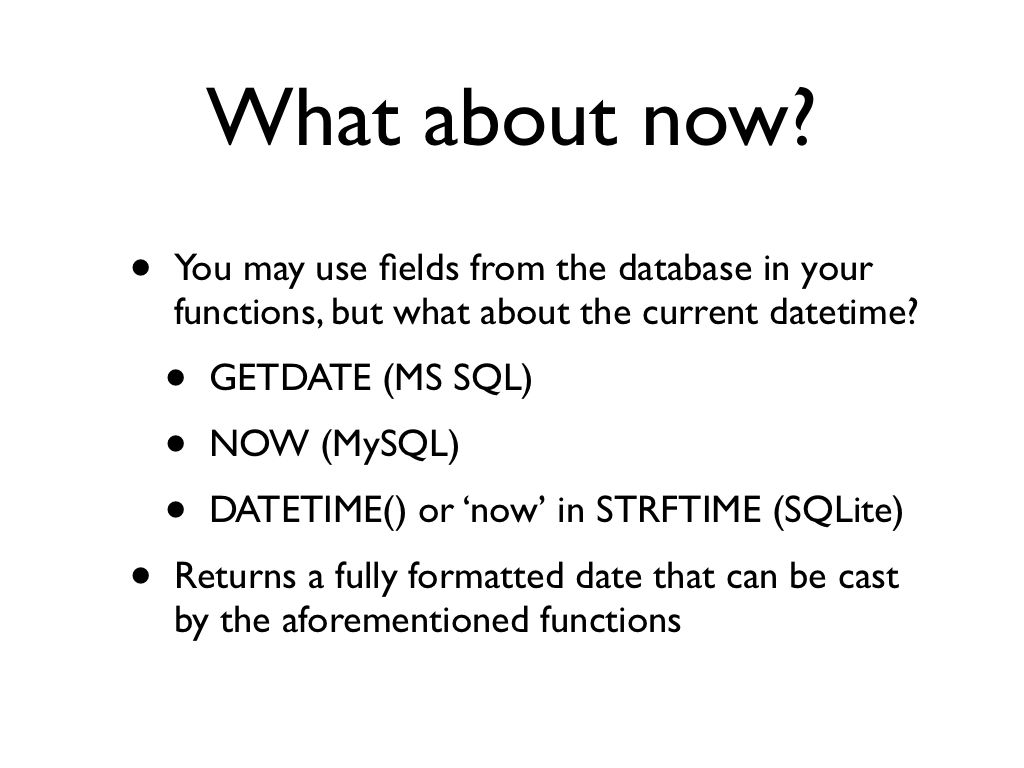 What about now?
• You may use fields from the database in your
functions, but what about the current datetime?
• GETDATE (MS SQL)
• NOW (MySQL)
• DATETIME() or ‘now’ in STRFTIME (SQLite)
• Returns a fully formatted date that can be cast
by the aforementioned functions